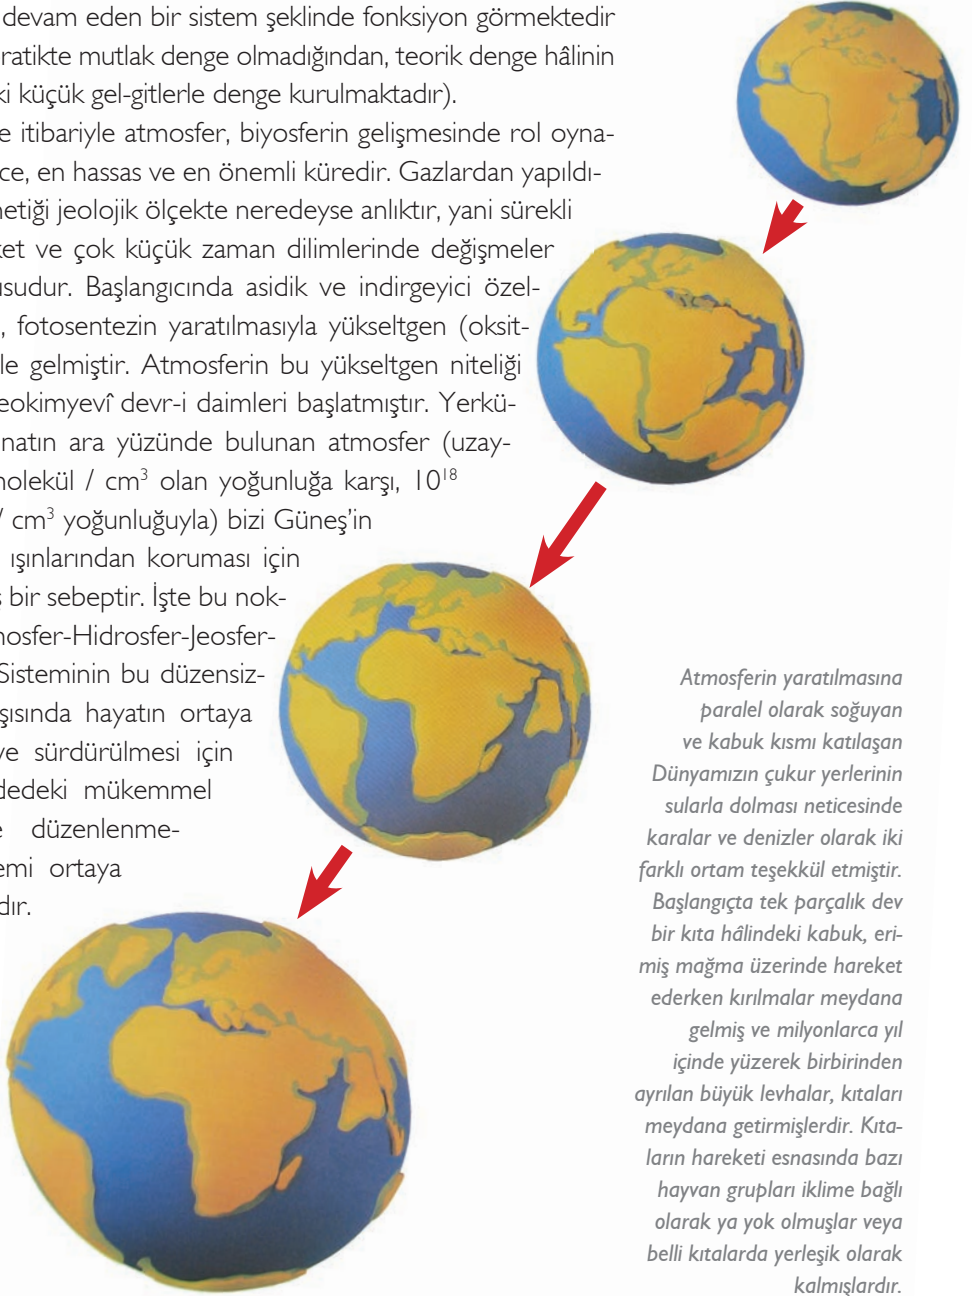 devam eden bir sistem şeklinde fonksiyon görmektedir
ratikte mutlak denge olmadığından, teorik denge hâlinin
ki küçük gel-gitlerle denge kurulmaktadır).
e itibariyle atmosfer, biyosferin gelişmesinde rol oyna-
ce, en hassas ve en önemli küredir. Gazlardan yapıldı-
netiği jeolojik ölçekte neredeyse anlıktır, yani sürekli
ket ve çok küçük zaman dilimlerinde değişmeler
usudur. Başlangıcında asidik ve indirgeyici özel-
, fotosentezin yaratılmasıyla yükseltgen (oksit-
le gelmiştir. Atmosferin bu yükseltgen niteliği
eokimyevî devr-i daimleri başlatmıştır. Yerkü-
natın ara yüzünde bulunan atmosfer (uzay-
nolekül / cm³ olan yoğunluğa karşı, 10¹⁸
/ cm³ yoğunluğuyla) bizi Güneş’in
ışınlarından koruması için
ş bir sebeptir. İşte bu nok-
nosfer-Hidrosfer-Jeosfer-
Sisteminin bu düzensiz-
şısında hayatın ortaya
ve sürdürülmesi için
dedeki mükemmel
e düzenlenme-
emi ortaya
dır.
Atmosferin yaratılmasına
paralel olarak soğuyan
ve kabuk kısmı katılaşan
Dünyamızın çukur yerlerinin
sularla dolması neticesinde
karalar ve denizler olarak iki
farklı ortam teşekkül etmiştir.
Başlangıçta tek parçalık dev
bir kıta hâlindeki kabuk, eri-
miş mağma üzerinde hareket
ederken kırılmalar meydana
gelmiş ve milyonlarca yıl
içinde yüzerek birbirinden
ayrılan büyük levhalar, kıtaları
meydana getirmişlerdir. Kıta-
ların hareketi esnasında bazı
hayvan grupları iklime bağlı
olarak ya yok olmuşlar veya
belli kıtalarda yerleşik olarak
kalmışlardır.